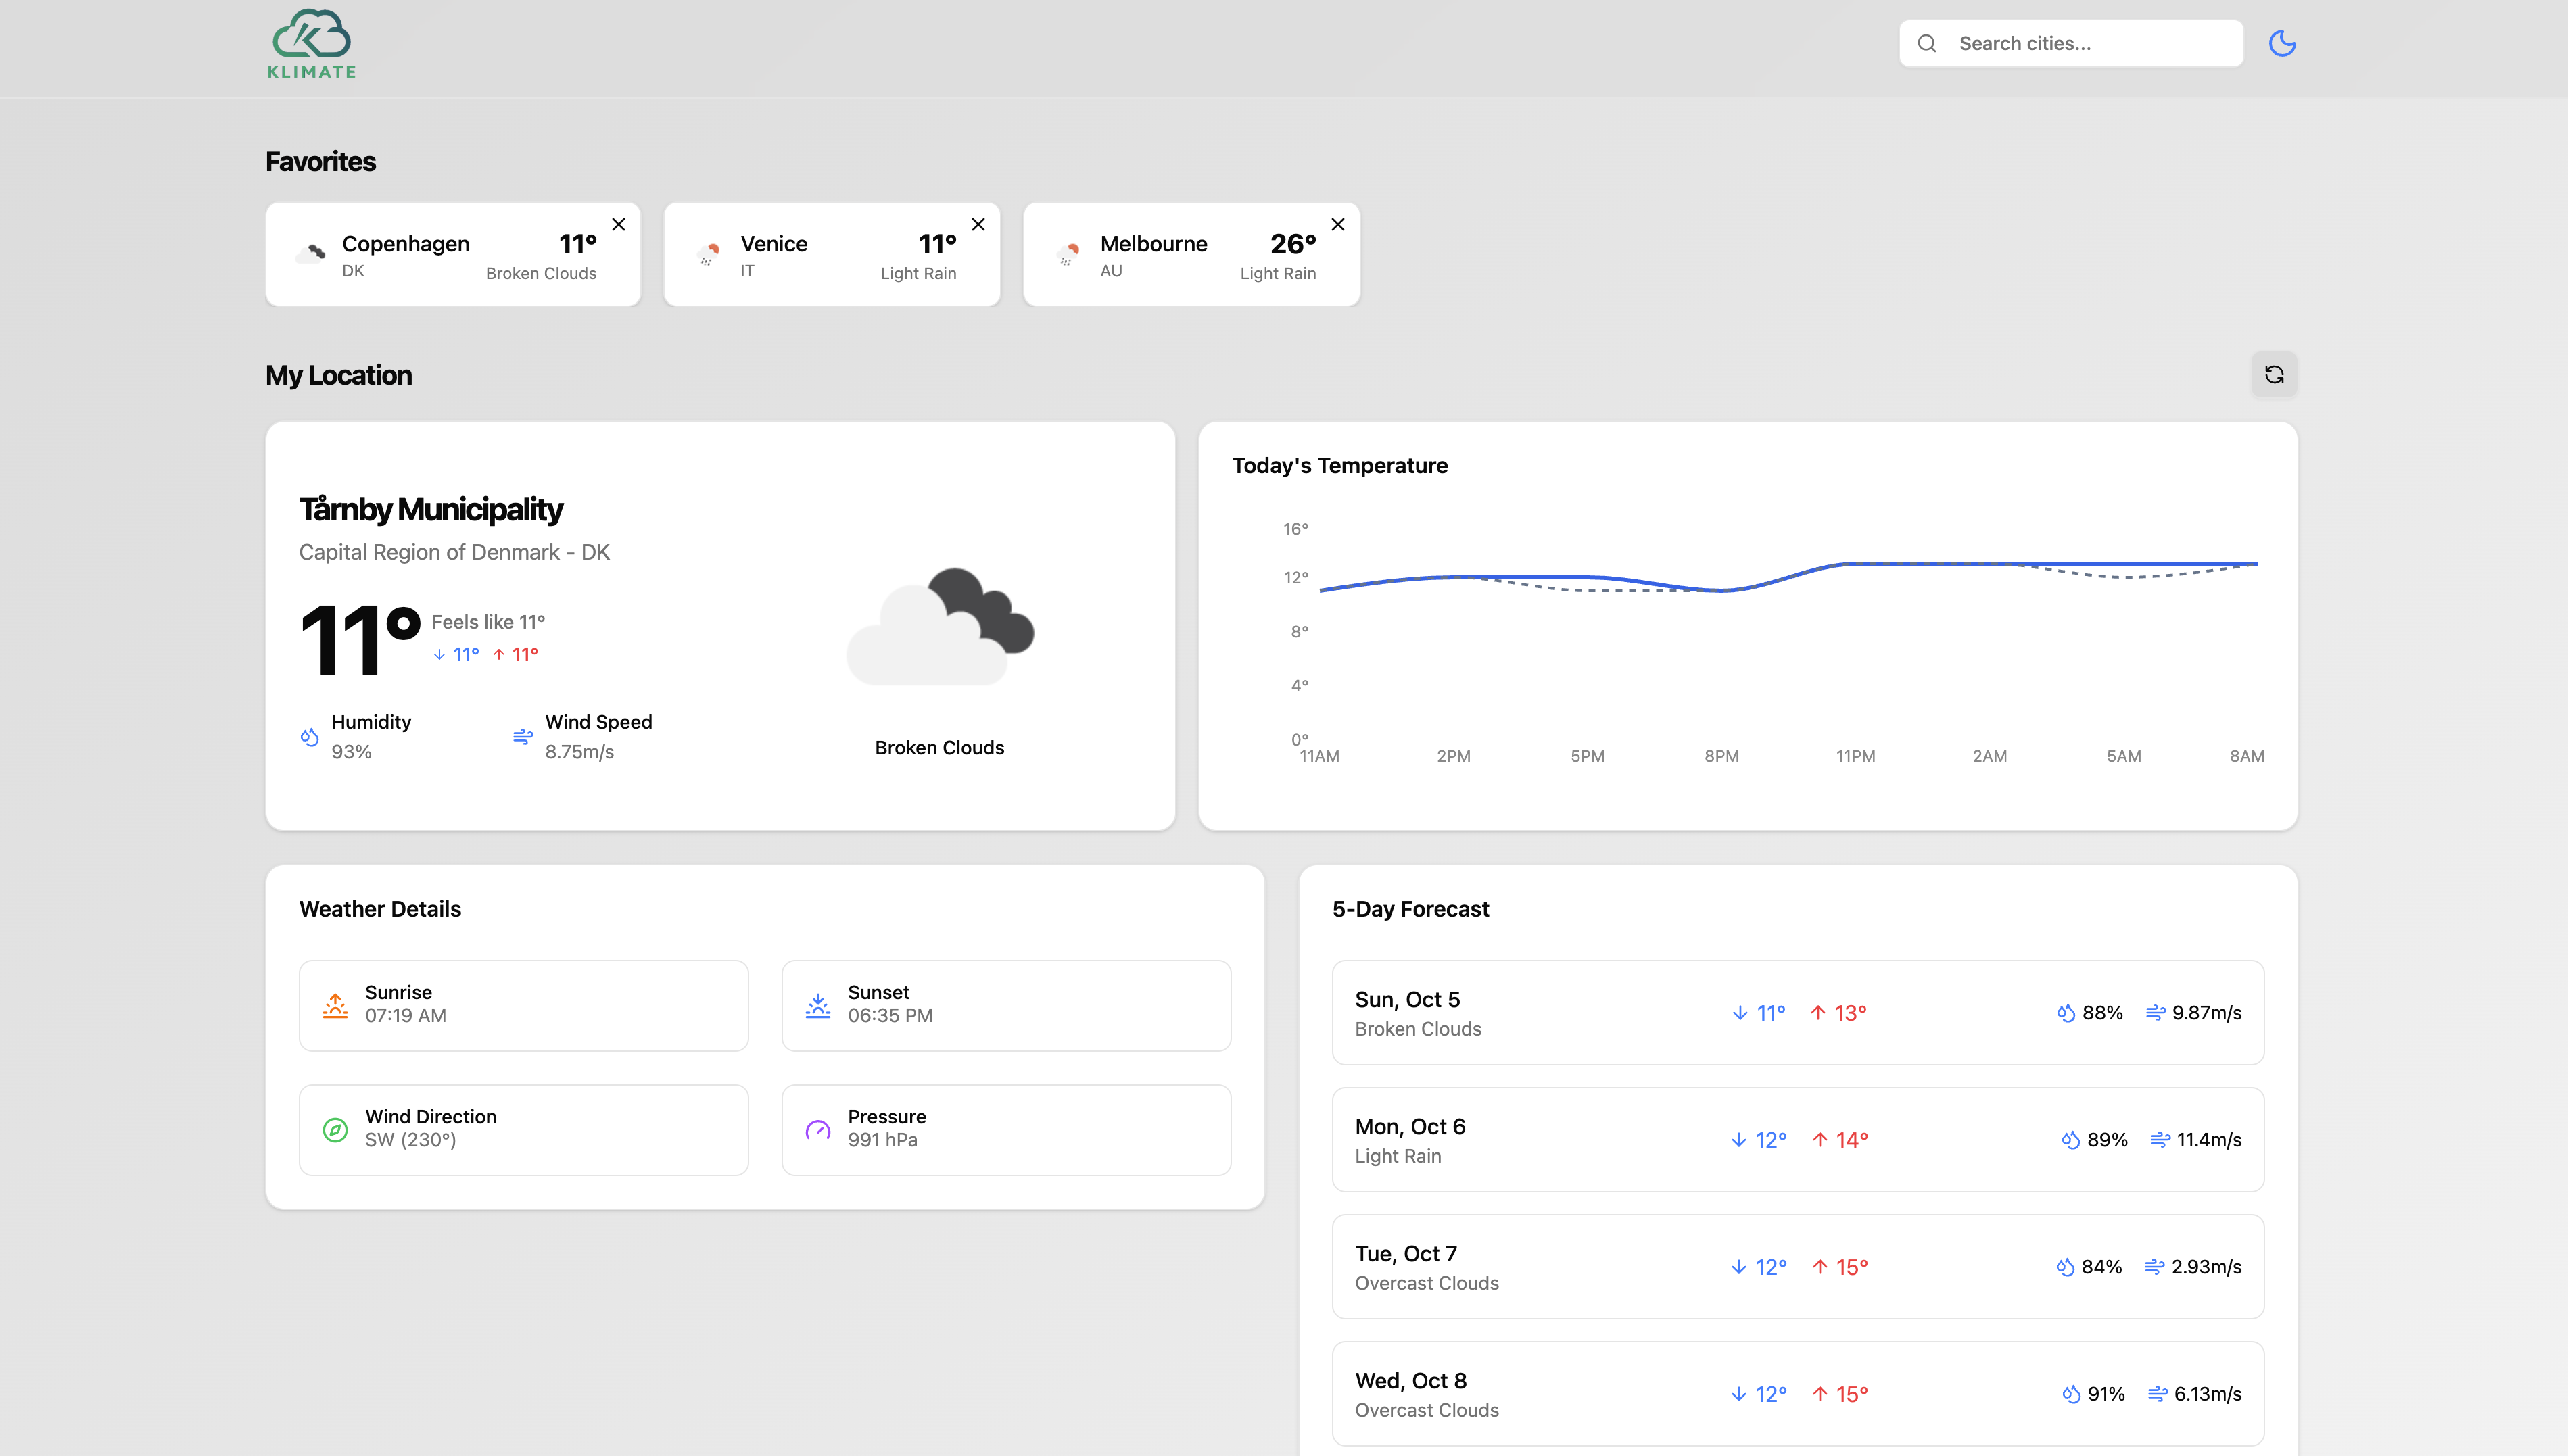 KLIMATE
Search cities...
Favorites
Copenhagen 11°
DK Broken Clouds
Venice 11°
IT Light Rain
Melbourne 26°
AU Light Rain
My Location
Tårnby Municipality
Capital Region of Denmark - DK
11°
Feels like 11°
11° 11°
Humidity
93%
Wind Speed
8.75m/s
Broken Clouds
Today's Temperature
16°
12°
8°
4°
0°
11AM 2PM 5PM 8PM 11PM 2AM 5AM 8AM
Weather Details
Sunrise
07:19 AM
Sunset
06:35 PM
Wind Direction
SW (230°)
Pressure
991 hPa
5-Day Forecast
Sun, Oct 5
Broken Clouds
11° 13° 88% 9.87m/s
Mon, Oct 6
Light Rain
12° 14° 89% 11.4m/s
Tue, Oct 7
Overcast Clouds
12° 15° 84% 2.93m/s
Wed, Oct 8
Overcast Clouds
12° 15° 91% 6.13m/s